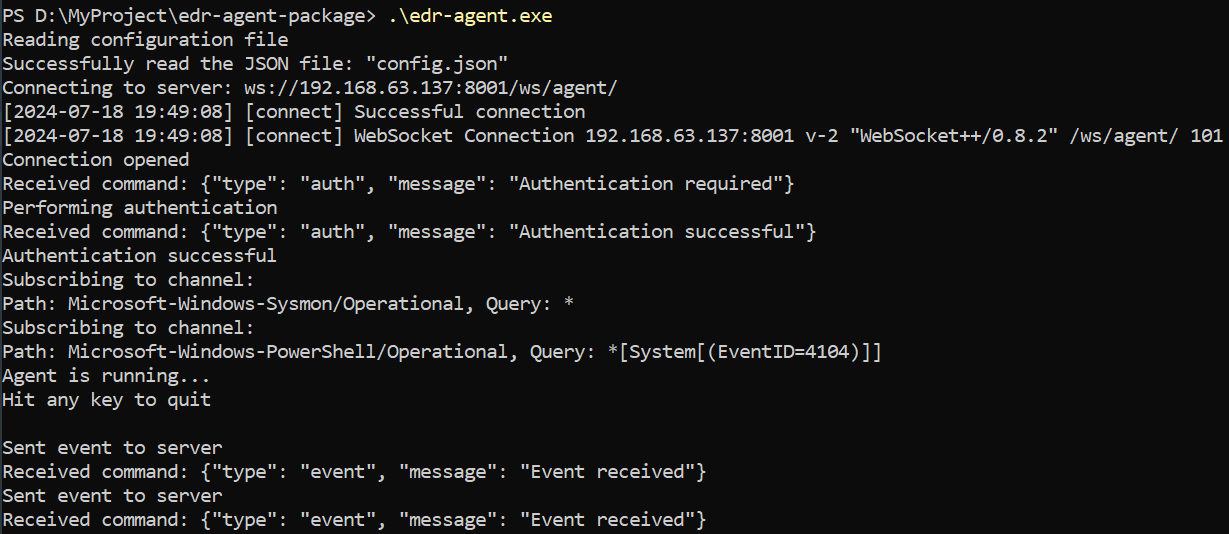 PS D:\MyProject\edr-agent-package> .\edr-agent.exe
Reading configuration file
Successfully read the JSON file: "config.json"
Connecting to server: ws://192.168.63.137:8001/ws/agent/
[2024-07-18 19:49:08] [connect] Successful connection
[2024-07-18 19:49:08] [connect] WebSocket Connection 192.168.63.137:8001 v-2 "WebSocket++/0.8.2" /ws/agent/ 101
Connection opened
Received command: {"type": "auth", "message": "Authentication required"}
Performing authentication
Received command: {"type": "auth", "message": "Authentication successful"}
Authentication successful
Subscribing to channel:
Path: Microsoft-Windows-Sysmon/Operational, Query: *
Subscribing to channel:
Path: Microsoft-Windows-PowerShell/Operational, Query: *[System[(EventID=4104)]]
Agent is running...
Hit any key to quit
Sent event to server
Received command: {"type": "event", "message": "Event received"}
Sent event to server
Received command: {"type": "event", "message": "Event received"}